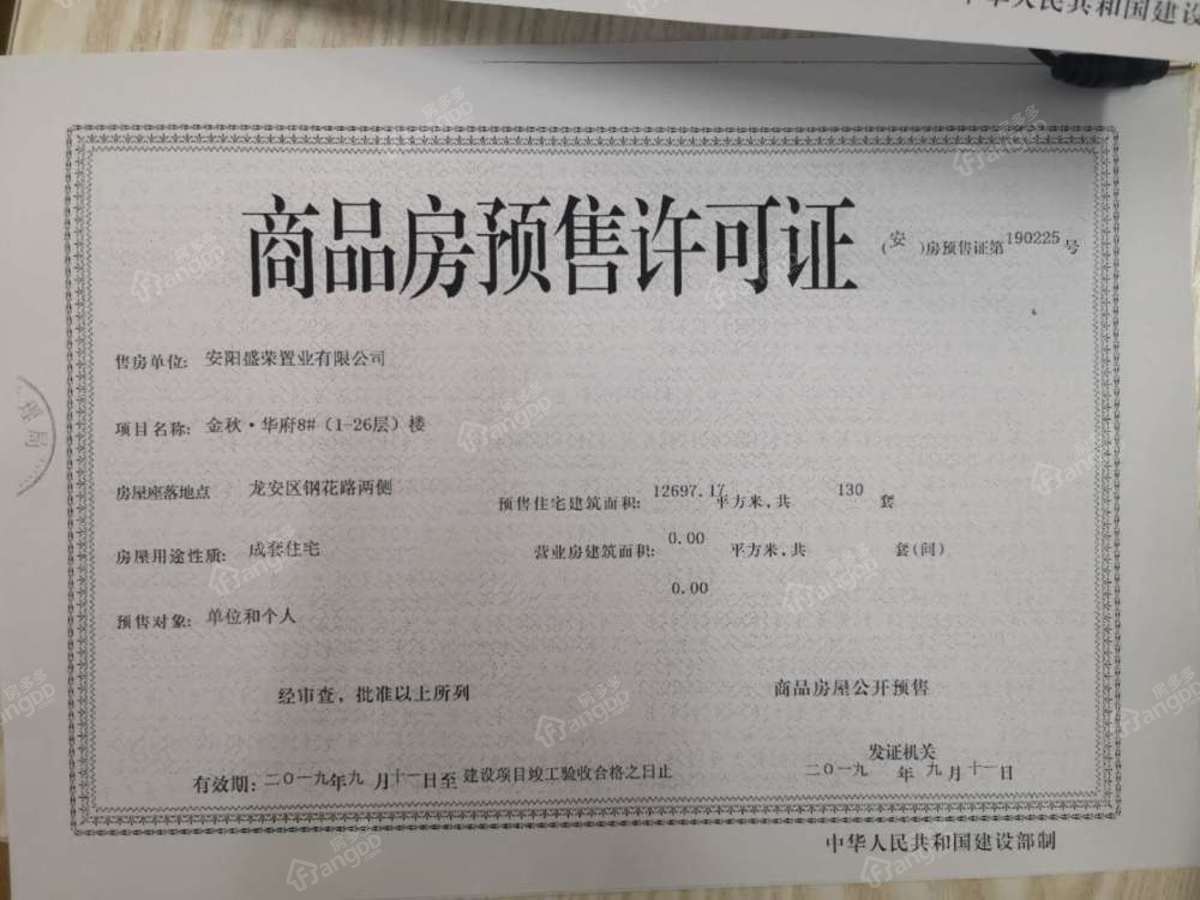 中华人民共和国建设
商品房预售许可证 (安 )房预售证第190225号
售房单位: 安阳盛荣置业有限公司
项目名称: 金秋·华府8#(1-26层)楼
房屋座落地点 龙安区钢花路两侧
预售住宅建筑面积: 12697.17平方米,共 130 套
房屋用途性质: 成套住宅
营业房建筑面积: 0.00 平方米,共 套(间)
0.00
预售对象: 单位和个人
经审查,批准以上所列 商品房屋公开预售
发证机关
有效期: 二〇一九年九月十一日至 建设项目竣工验收合格之日止
二〇一九 年九月十一日
中华人民共和国建设部制
房多多
Fangdd